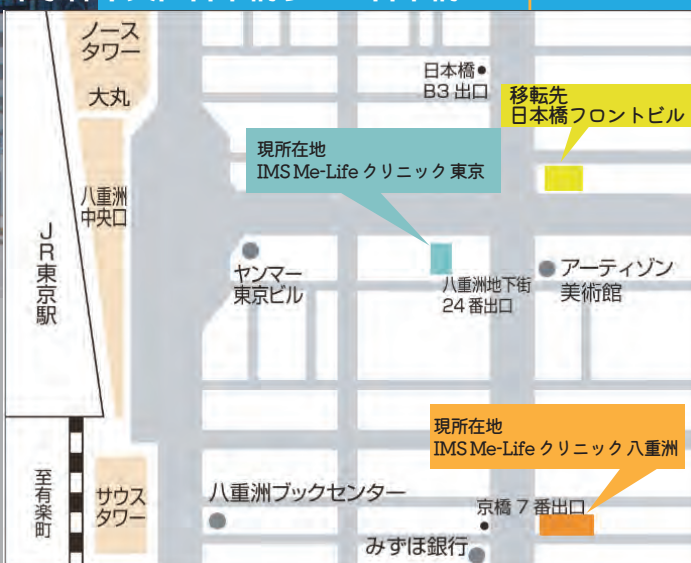 ノース
タワー
大丸
日本橋
B3 出口
移転先
日本橋フロントビル
現所在地
IMS Me-Life クリニック 東京
八重洲
中央口
JR東京駅
ヤンマー
東京ビル
八重洲地下街
24 番出口
アーティゾン
美術館
現所在地
IMS Me-Life クリニック 八重洲
至有楽町
サウス
タワー
八重洲ブックセンター
京橋 7 番出口
みずほ銀行